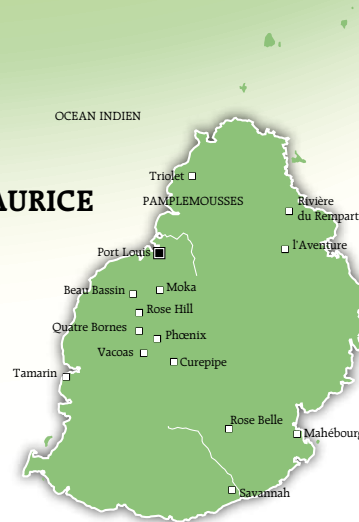 OCEAN INDIEN
Triolet
AURICE
PAMPLEMOUSSES
Rivière
du Rempart
l'Aventure
Port Louis
Beau Bassin
Moka
Rose Hill
Quatre Bornes
Phœnix
Vacoas
Curepipe
Tamarin
Rose Belle
Mahébourg
Savannah